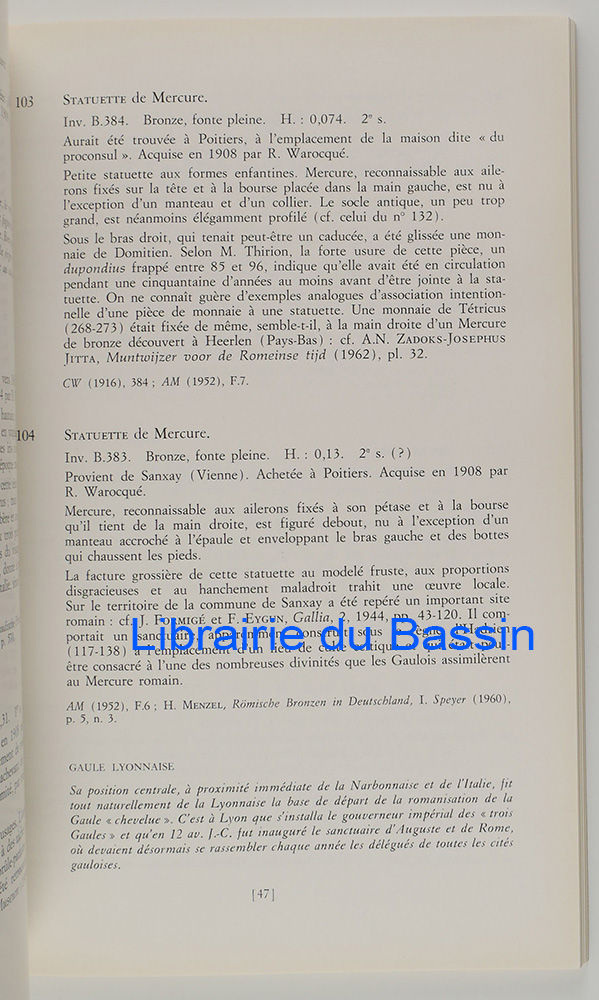 103 STATUETTE de Mercure.
Inv. B.384. Bronze, fonte pleine. H. : 0,074. 2e s.
Aurait été trouvée à Poitiers, à l'emplacement de la maison dite « du
proconsul ». Acquise en 1908 par R. Warocqué.
Petite statuette aux formes enfantines. Mercure, reconnaissable aux aile-
rons fixés sur la tête et à la bourse placée dans la main gauche, est nu à
l'exception d'un manteau et d'un collier. Le socle antique, un peu trop
grand, est néanmoins élégamment profilé (cf. celui du n° 132).
Sous le bras droit, qui tenait peut-être un caducée, a été glissée une mon-
naie de Domitien. Selon M. Thirion, la forte usure de cette pièce, un
dupondius frappé entre 85 et 96, indique qu'elle avait été en circulation
pendant une cinquantaine d'années au moins avant d'être jointe à la sta-
tuette. On ne connaît guère d'exemples analogues d'association intention-
nelle d'une pièce de monnaie à une statuette. Une monnaie de Tétricus
(268-273) était fixée de même, semble-t-il, à la main droite d'un Mercure
de bronze découvert à Heerlen (Pays-Bas) : cf. A.N. ZADOKS-JOSEPHUS
JITTA, Muntwijzer voor de Romeinse tijd (1962), pl. 32.
CW (1916), 384 ; AM (1952), F.7.
104 STATUETTE de Mercure.
Inv. B.383. Bronze, fonte pleine. H. : 0,13. 2e s. (?)
Provient de Sanxay (Vienne). Achetée à Poitiers. Acquise en 1908 par
R. Warocqué.
Mercure, reconnaissable aux ailerons fixés à son pétase et à la bourse
qu'il tient de la main droite, est figuré debout, nu à l'exception d'un
manteau accroché à l'épaule et enveloppant le bras gauche et des bottes
qui chaussent les pieds.
La facture grossière de cette statuette au modelé fruste, aux proportions
disgracieuses et au hanchement maladroit trahit une œuvre locale.
Sur le territoire de la commune de Sanxay a été repéré un important site
romain : cf. J. FORMIGÉ et F. EYGUN, Gallia, 2, 1944, pp. 43-120. Il com-
portait un sanctuaire
Librairie du Bassin
(117-138) à l'emplacement d'un lieu de culte
être consacré à l'une des nombreuses divinités que les Gaulois assimilèrent
au Mercure romain.
AM (1952), F.6 ; H. MENZEL, Römische Bronzen in Deutschland, I. Speyer (1960),
p. 5, n. 3.
GAULE LYONNAISE
Sa position centrale, à proximité immédiate de la Narbonnaise et de l'Italie, fit
tout naturellement de la Lyonnaise la base de départ de la romanisation de la
Gaule « chevelue ». C'est à Lyon que s'installa le gouverneur impérial des « trois
Gaules » et qu'en 12 av. J.-C. fut inauguré le sanctuaire d'Auguste et de Rome,
où devaient désormais se rassembler chaque année les délégués de toutes les cités
gauloises.
[47]